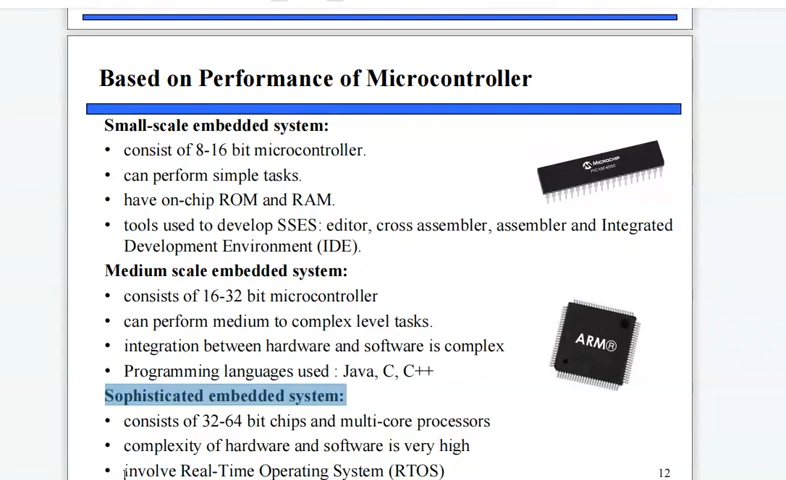 Based on Performance of Microcontroller
Small-scale embedded system:
• consist of 8-16 bit microcontroller.
• can perform simple tasks.
• have on-chip ROM and RAM.
• tools used to develop SSES: editor, cross assembler, assembler and Integrated
Development Environment (IDE).
MICROCHIP
PIC18F4550
Medium scale embedded system:
• consists of 16-32 bit microcontroller
• can perform medium to complex level tasks.
• integration between hardware and software is complex
• Programming languages used : Java, C, C++
ARM®
Sophisticated embedded system:
• consists of 32-64 bit chips and multi-core processors
• complexity of hardware and software is very high
• involve Real-Time Operating System (RTOS)
12